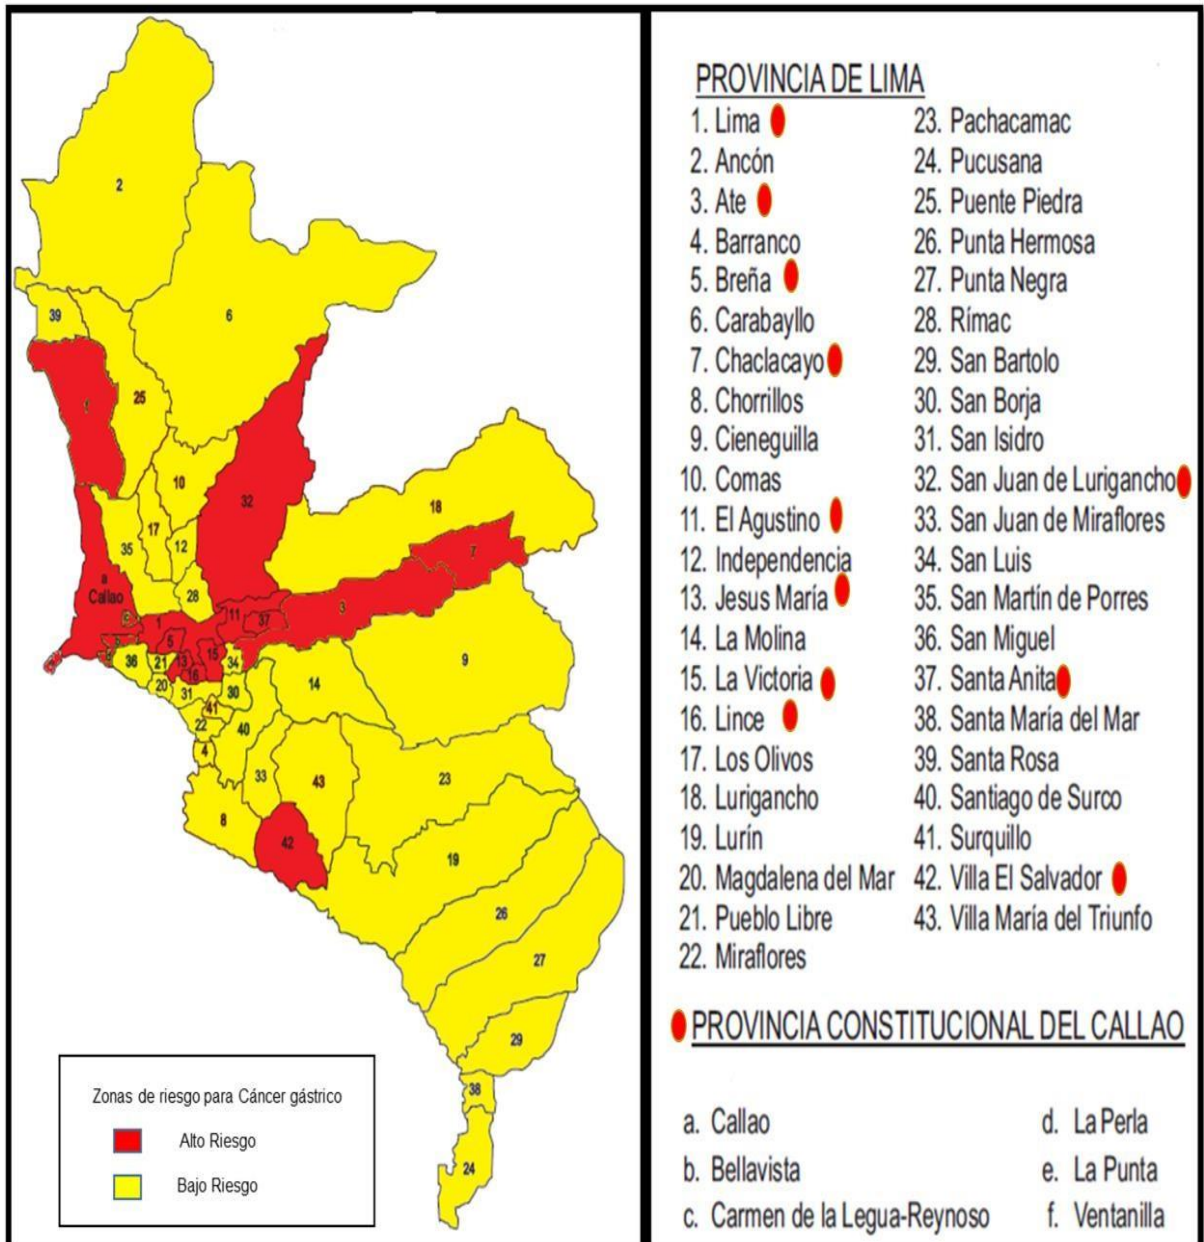 2
39
6
f
25
10
32
18
17
12
35
7
a
Callao
28
3
c
1
11
37
b
5
d
36
21
13
15
34
9
16
20
31
30
14
41
22
40
4
33
43
23
8
42
19
26
27
29
38
24
Zonas de riesgo para Cáncer gástrico
Alto Riesgo
Bajo Riesgo
PROVINCIA DE LIMA
1. Lima
2. Ancón
3. Ate
4. Barranco
5. Breña
6. Carabayllo
7. Chaclacayo
8. Chorrillos
9. Cieneguilla
10. Comas
11. El Agustino
12. Independencia
13. Jesus María
14. La Molina
15. La Victoria
16. Lince
17. Los Olivos
18. Lurigancho
19. Lurín
20. Magdalena del Mar
21. Pueblo Libre
22. Miraflores
23. Pachacamac
24. Pucusana
25. Puente Piedra
26. Punta Hermosa
27. Punta Negra
28. Rímac
29. San Bartolo
30. San Borja
31. San Isidro
32. San Juan de Lurigancho
33. San Juan de Miraflores
34. San Luis
35. San Martín de Porres
36. San Miguel
37. Santa Anita
38. Santa María del Mar
39. Santa Rosa
40. Santiago de Surco
41. Surquillo
42. Villa El Salvador
43. Villa María del Triunfo
PROVINCIA CONSTITUCIONAL DEL CALLAO
a. Callao
b. Bellavista
c. Carmen de la Legua-Reynoso
d. La Perla
e. La Punta
f. Ventanilla